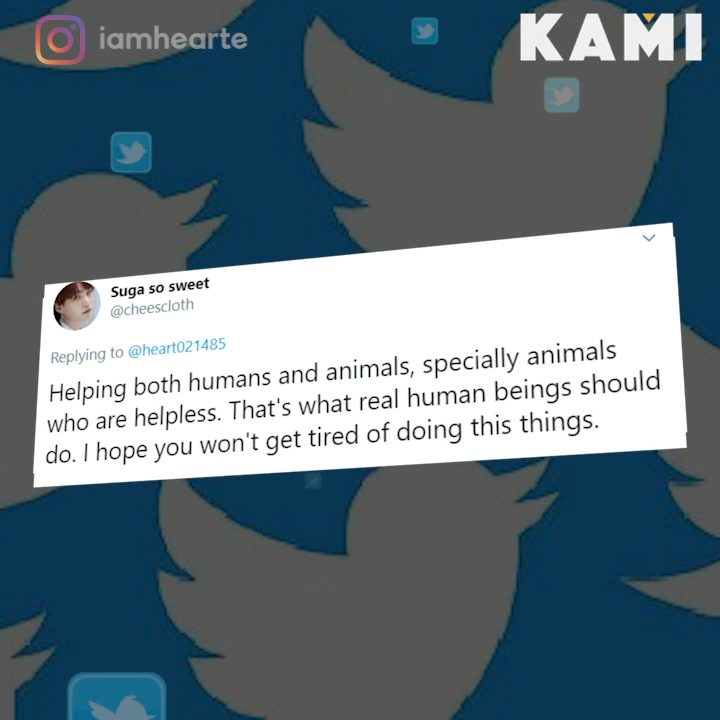 iamhearte
KAMI
Suga so sweet
@cheescloth
Replying to @heart021485
Helping both humans and animals, specially animals
who are helpless. That's what real human beings should
do. I hope you won't get tired of doing this things.